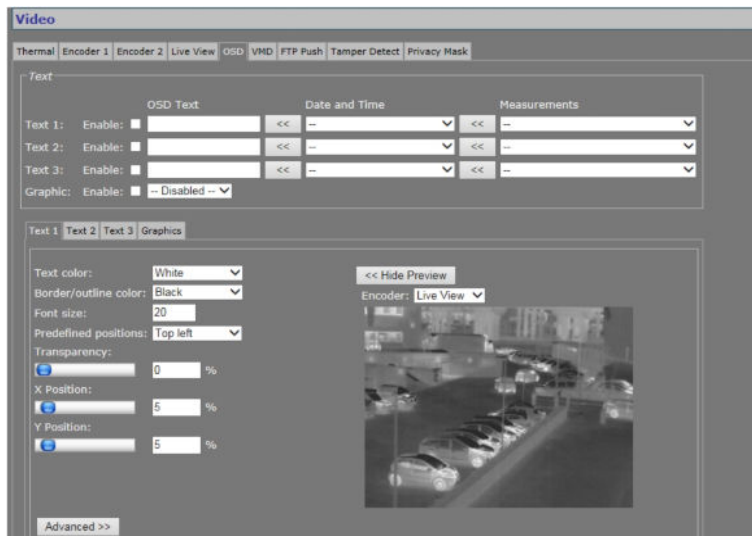 Video
Thermal Encoder 1 Encoder 2 Live View OSD VMD FTP Push Tamper Detect Privacy Mask
Text
OSD Text Date and Time Measurements
Text 1: Enable: << -- << --
Text 2: Enable: << -- << --
Text 3: Enable: << -- << --
Graphic: Enable: -- Disabled --
Text 1 Text 2 Text 3 Graphics
Text color: White
<< Hide Preview
Border/outline color: Black
Encoder: Live View
Font size: 20
Predefined positions: Top left
Transparency:
0 %
X Position:
5 %
Y Position:
5 %
Advanced >>